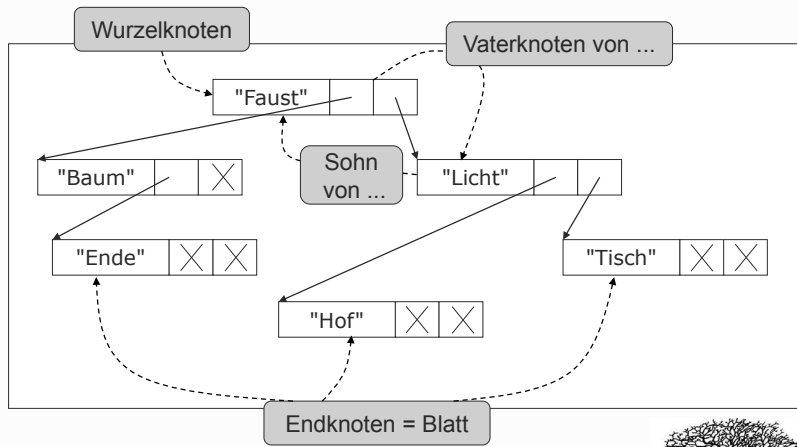 Wurzelknoten
Vaterknoten von ...
"Faust"
Sohn
von ...
"Baum"
"Licht"
"Ende"
"Tisch"
"Hof"
Endknoten = Blatt